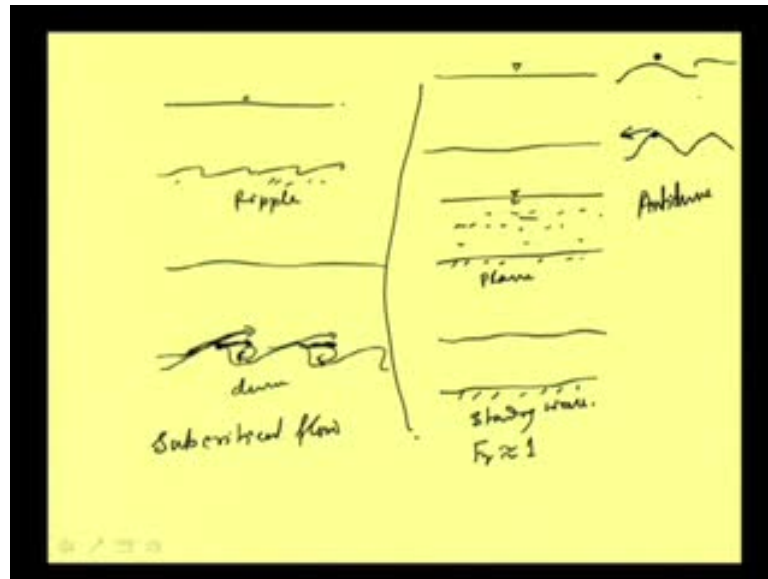 Ripple
dune
Subcritical flow
Plane
Standing wave.
Fr ≈ 1
Antidune